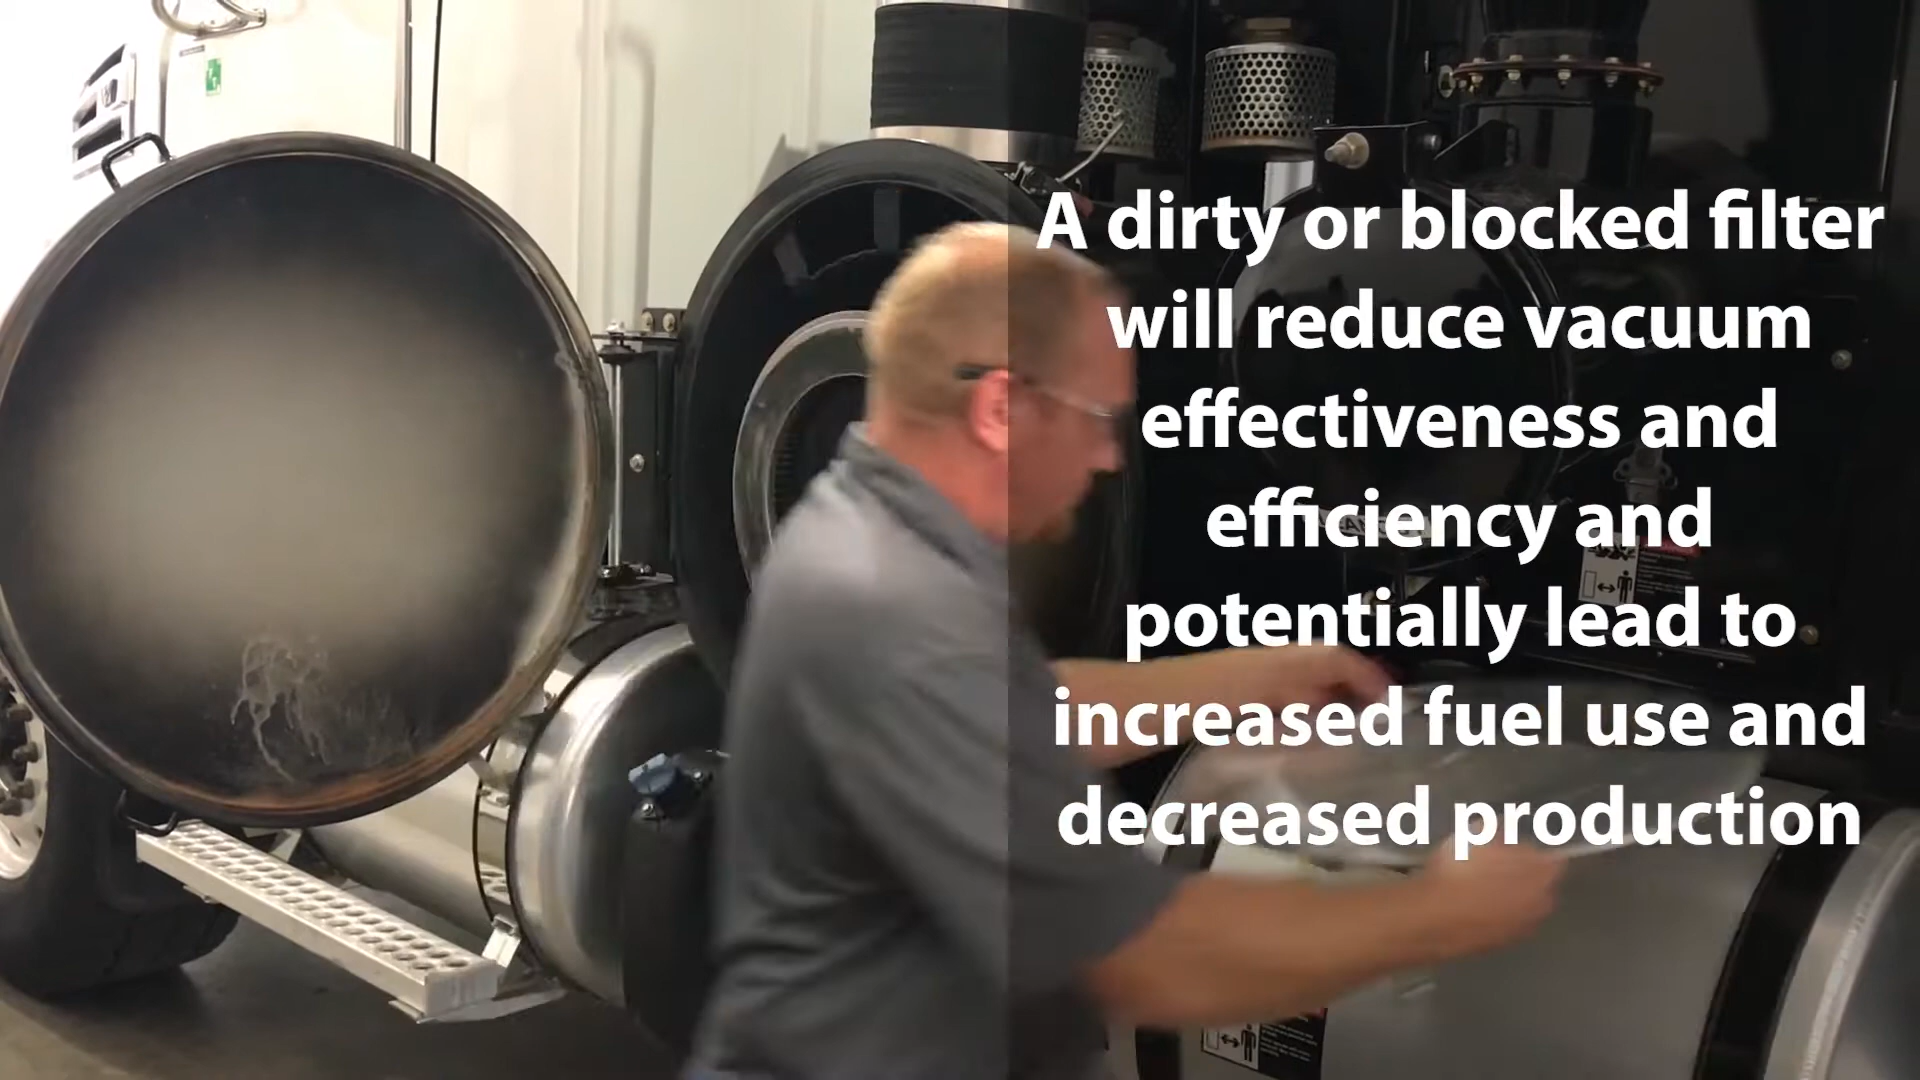 A dirty or blocked filter
will reduce vacuum
effectiveness and
efficiency and
potentially lead to
increased fuel use and
decreased production